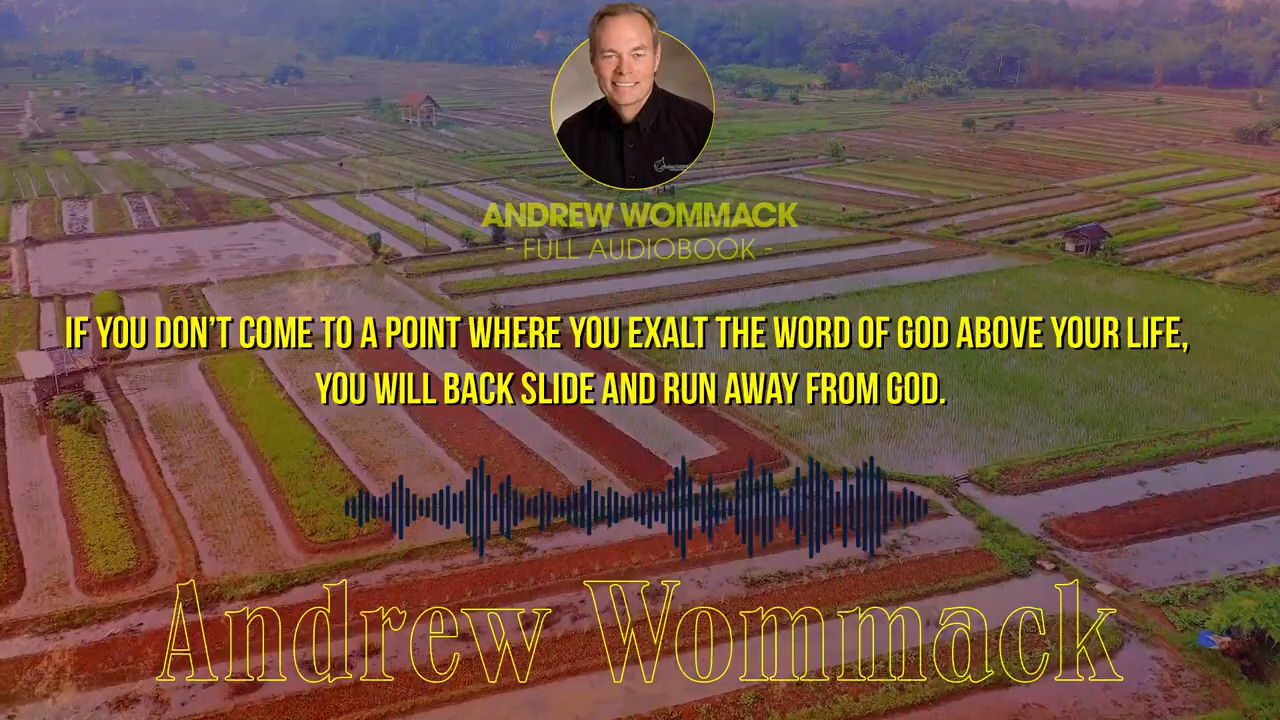 ANDREW WOMMACK
- FULL AUDIOBOOK -
IF YOU DON'T COME TO A POINT WHERE YOU EXALT THE WORD OF GOD ABOVE YOUR LIFE,
YOU WILL BACK SLIDE AND RUN AWAY FROM GOD.
Andrew Wommack